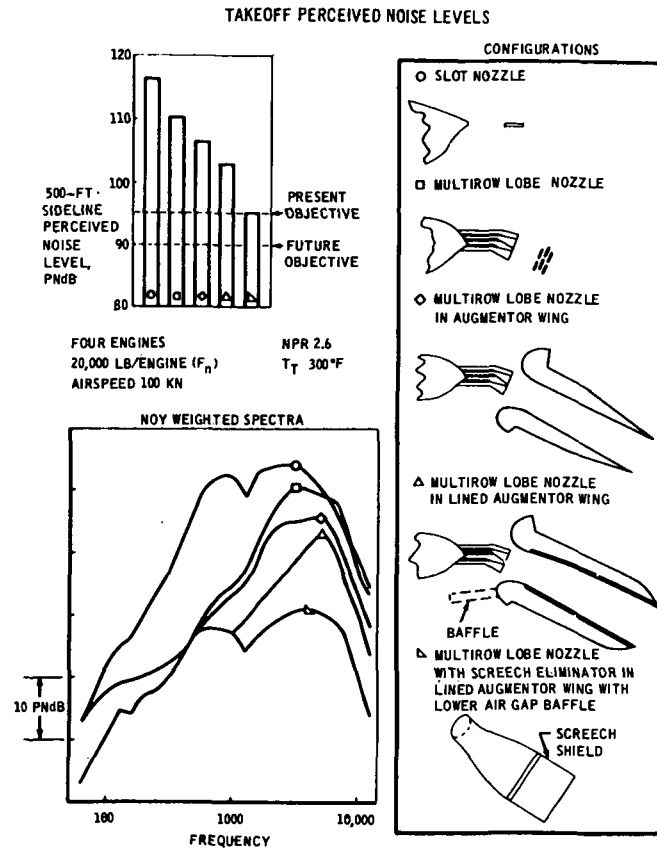 TAKEOFF PERCEIVED NOISE LEVELS
120
110
100
90
80
500-FT
SIDELINE
PERCEIVED
NOISE
LEVEL,
PNdB
PRESENT
OBJECTIVE
FUTURE
OBJECTIVE
FOUR ENGINES
20,000 LB/ENGINE (Fn)
AIRSPEED 100 KN
NPR 2.6
TT 300°F
NOY WEIGHTED SPECTRA
10 PNdB
100
1000
10,000
FREQUENCY
CONFIGURATIONS
SLOT NOZZLE
MULTIROW LOBE NOZZLE
MULTIROW LOBE NOZZLE
IN AUGMENTOR WING
MULTIROW LOBE NOZZLE
IN LINED AUGMENTOR WING
BAFFLE
MULTIROW LOBE NOZZLE
WITH SCREECH ELIMINATOR IN
LINED AUGMENTOR WING WITH
LOWER AIR GAP BAFFLE
SCREECH
SHIELD